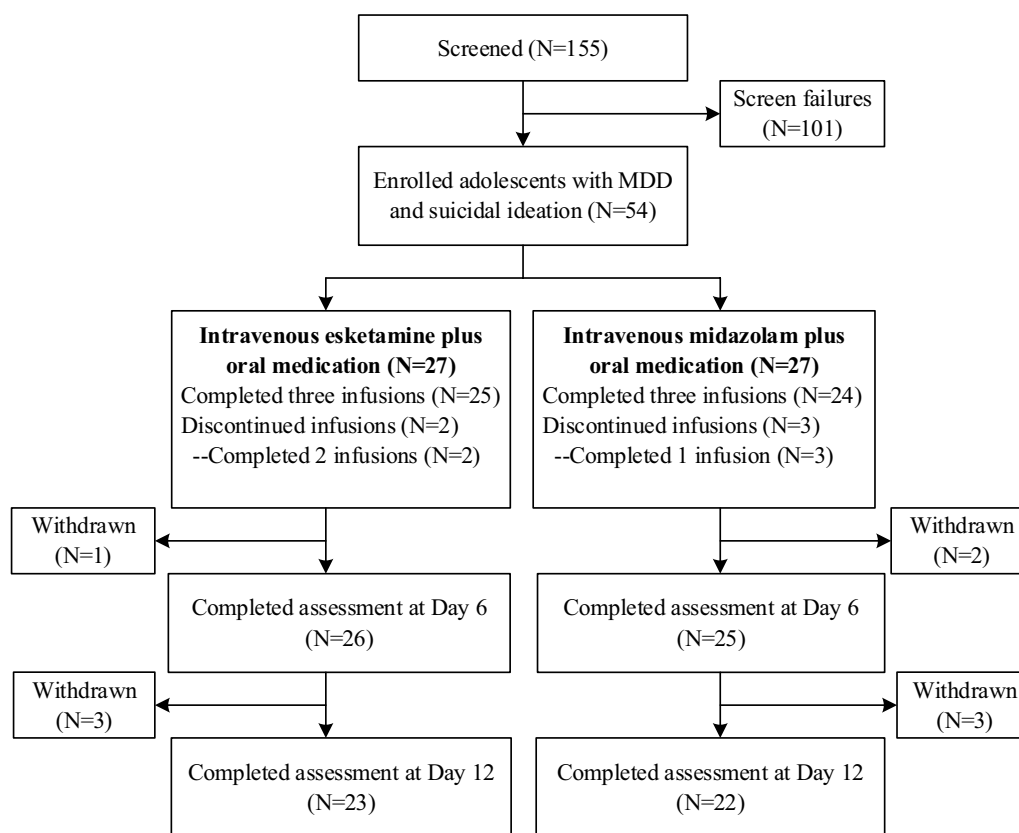 Screened (N=155)
Screen failures
(N=101)
Enrolled adolescents with MDD
and suicidal ideation (N=54)
Intravenous esketamine plus
oral medication (N=27)
Completed three infusions (N=25)
Discontinued infusions (N=2)
--Completed 2 infusions (N=2)
Intravenous midazolam plus
oral medication (N=27)
Completed three infusions (N=24)
Discontinued infusions (N=3)
--Completed 1 infusion (N=3)
Withdrawn
(N=1)
Withdrawn
(N=2)
Completed assessment at Day 6
(N=26)
Completed assessment at Day 6
(N=25)
Withdrawn
(N=3)
Withdrawn
(N=3)
Completed assessment at Day 12
(N=23)
Completed assessment at Day 12
(N=22)